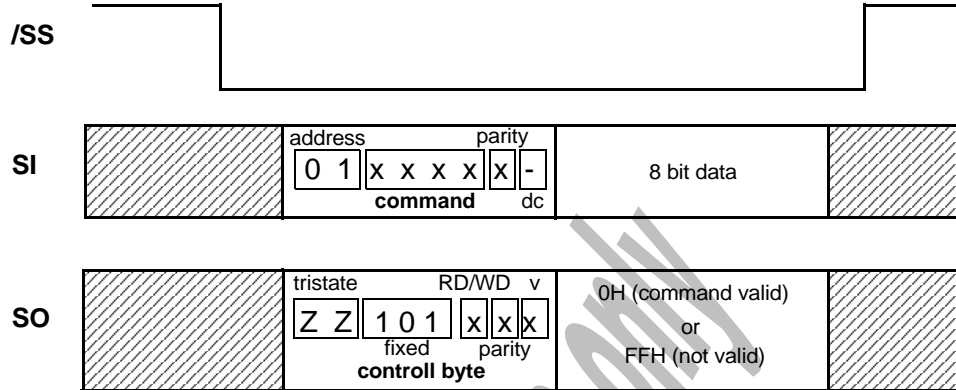 /SS
SI
address parity
0 1 x x x x x -
command dc
8 bit data
SO
tristate RD/WD v
Z Z 1 0 1 x x x
fixed parity
controll byte
0H (command valid)
or
FFH (not valid)
only